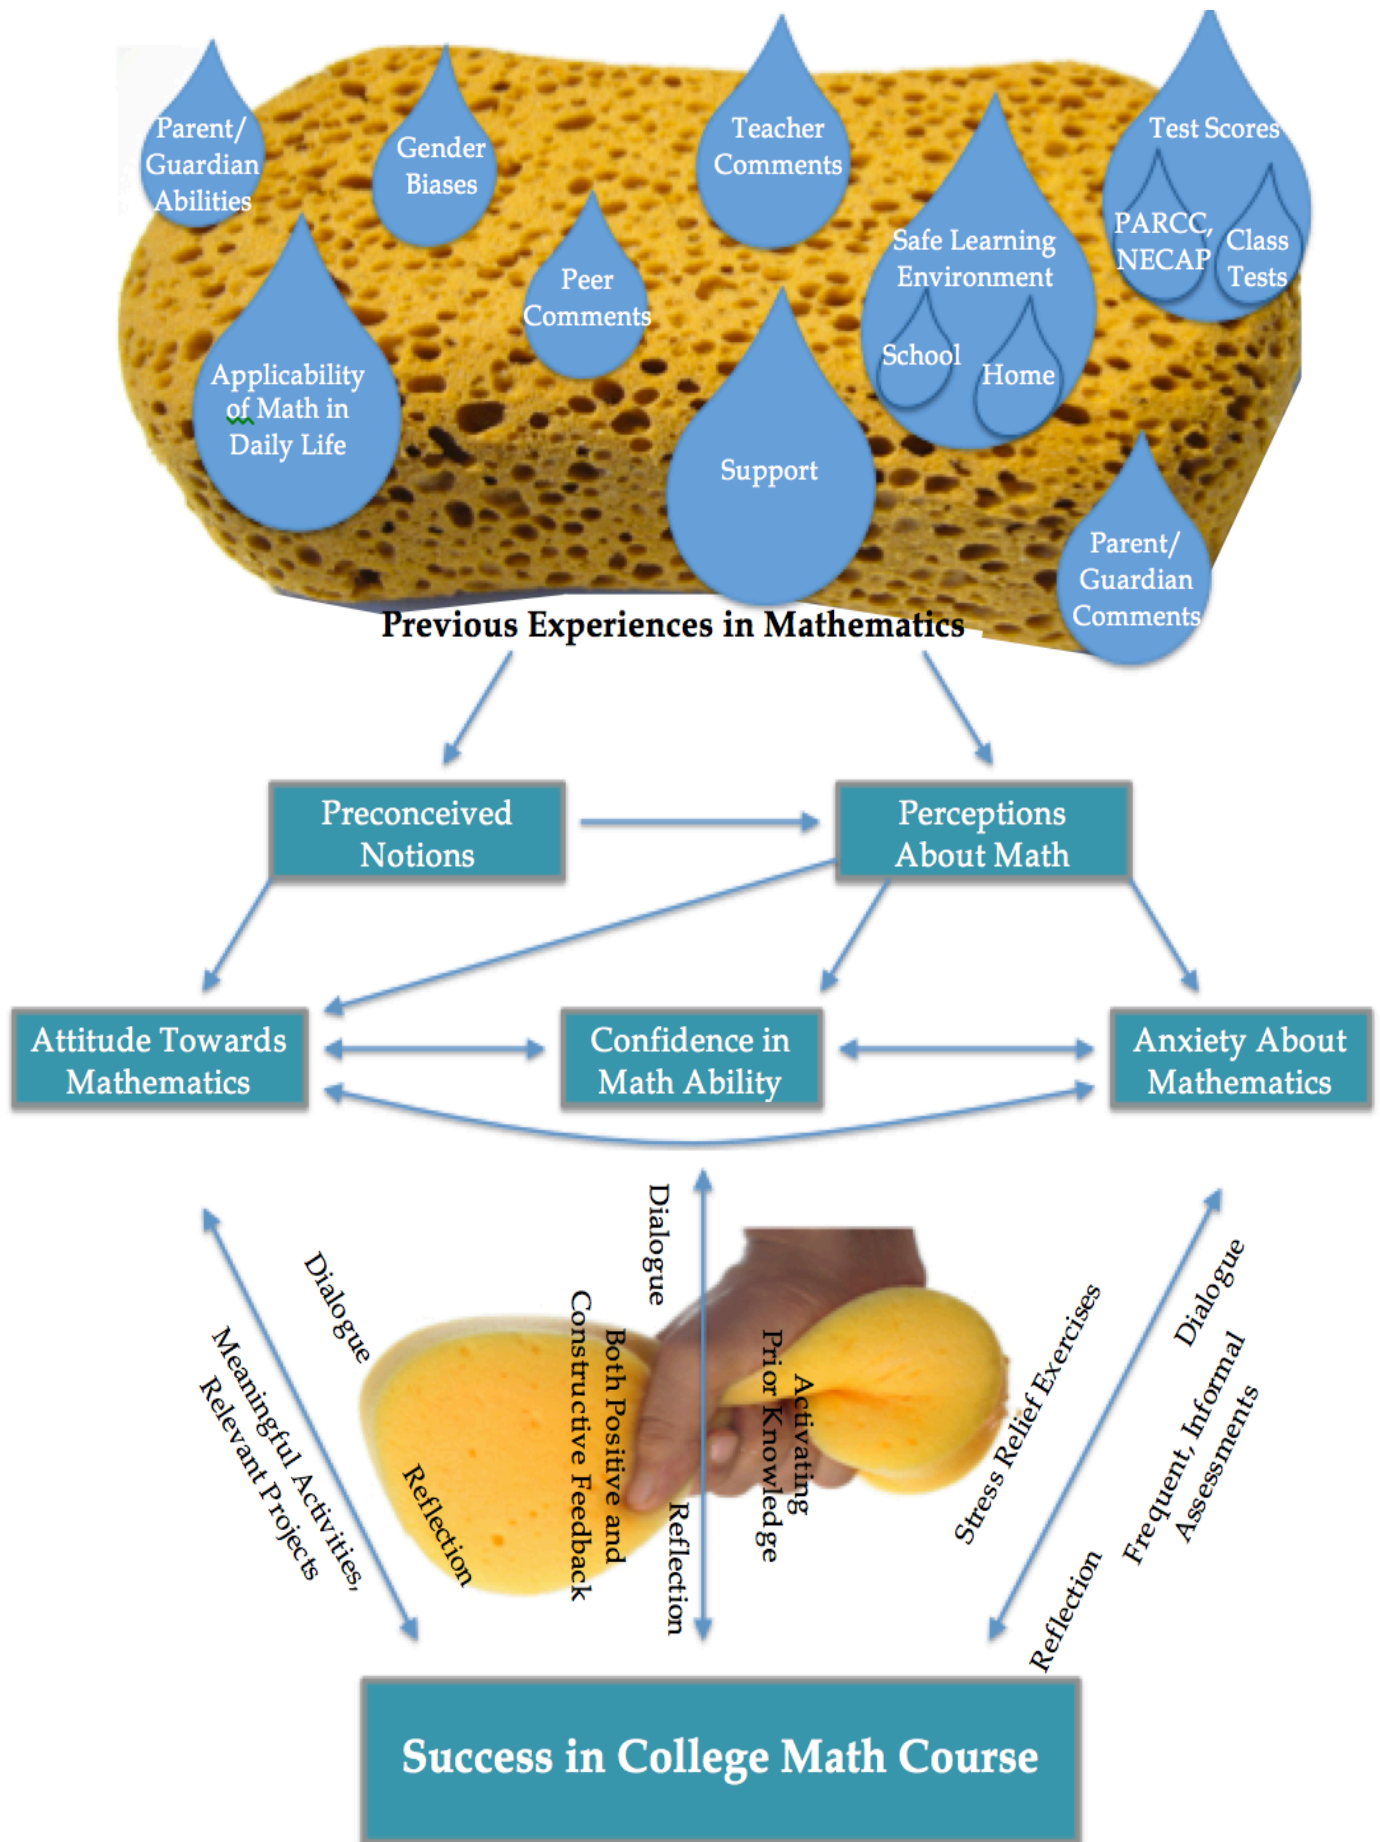 Parent/
Guardian
Abilities
Gender
Biases
Teacher
Comments
Test Scores
PARCC,
NECAP
Class
Tests
Safe Learning
Environment
School
Home
Peer
Comments
Applicability
of Math in
Daily Life
Support
Parent/
Guardian
Comments
Previous Experiences in Mathematics
Preconceived
Notions
Perceptions
About Math
Attitude Towards
Mathematics
Confidence in
Math Ability
Anxiety About
Mathematics
Dialogue
Meaningful Activities,
Relevant Projects
Reflection
Dialogue
Both Positive and
Constructive Feedback
Reflection
Activating
Prior Knowledge
Stress Relief Exercises
Dialogue
Frequent, Informal
Assessments
Reflection
Success in College Math Course